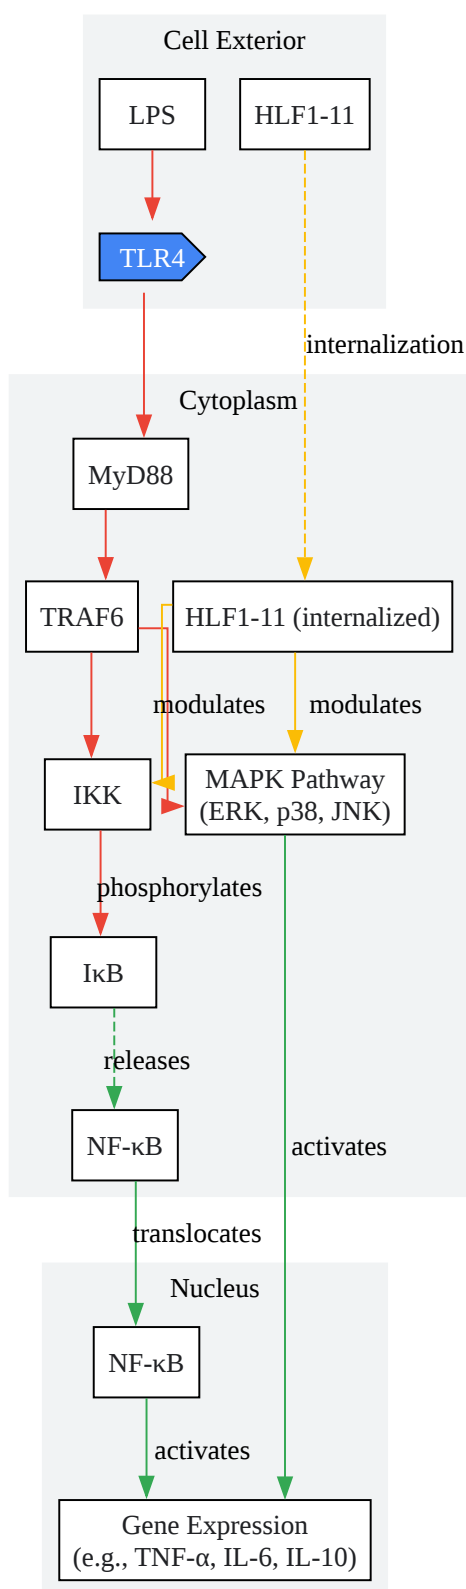 Cell Exterior
LPS
HLF1-11
TLR4
internalization
Cytoplasm
MyD88
TRAF6
HLF1-11 (internalized)
modulates
modulates
IKK
MAPK Pathway
(ERK, p38, JNK)
phosphorylates
IκB
releases
NF-κB
activates
translocates
Nucleus
NF-κB
activates
Gene Expression
(e.g., TNF-α, IL-6, IL-10)